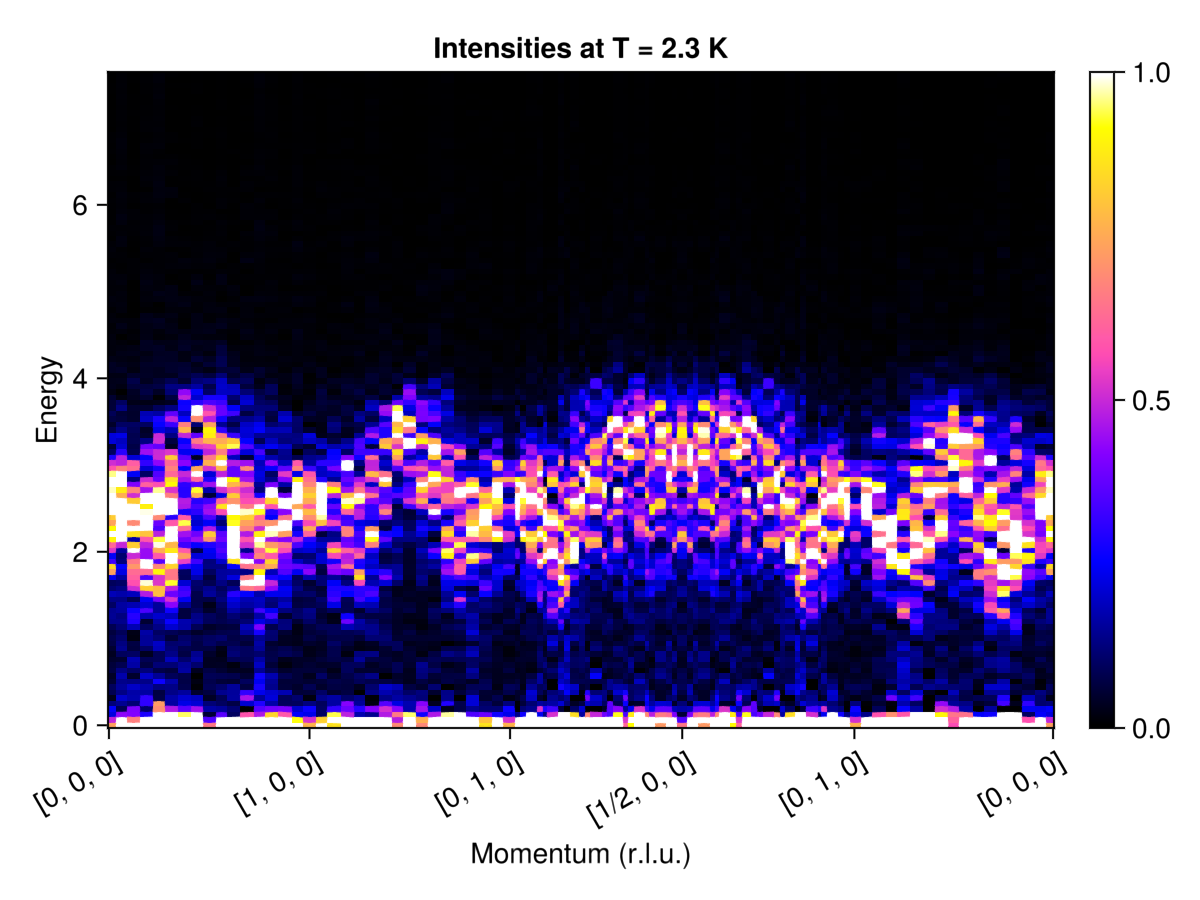 Intensities at T = 2.3 K
1.0
6
4
0.5
Energy
2
0
0.0
[0, 0, 0]
[1, 0, 0]
[0, 1, 0]
[1/2, 0, 0]
[0, 1, 0]
[0, 0, 0]
Momentum (r.l.u.)